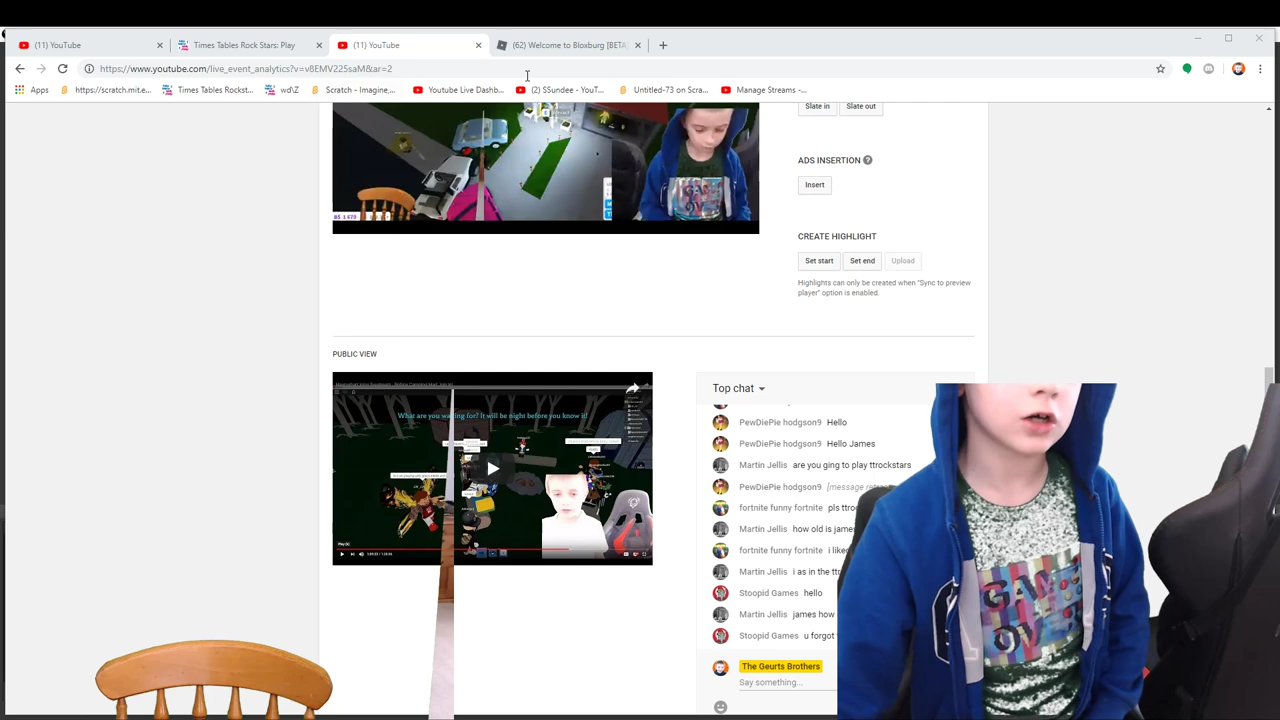 (11) YouTube
Times Tables Rock Stars: Play
(11) YouTube
(62) Welcome to Bloxburg [BETA]
https://www.youtube.com/live_event_analytics?v=v8EMV225saM&ar=2
Apps
https://scratch.mit.e
Times Tables Rockst..
wd\Z
Scratch - Imagine,...
Youtube Live Dashb...
(2) SSundee - YouT...
Untitled-73 on Scra...
Manage Streams -...
Slate in
Slate out
ADS INSERTION
Insert
CREATE HIGHLIGHT
Set start
Set end
Upload
Highlights can only be created when "Sync to preview
player" option is enabled.
PUBLIC VIEW
What are you waiting for? It will be night before you know it!
Top chat
PewDiePie hodgson9 Hello
PewDiePie hodgson9 Hello James
Martin Jellis are you ging to play ttrockstars
PewDiePie hodgson9 [message
fortnite funny fortnite pls
Martin Jellis how old is
fortnite funny fortnite i
Martin Jellis i as in the
Stoopid Games hello
Martin Jellis james how
Stoopid Games u forgot
The Geurts Brothers
Say something...
GAM
OV